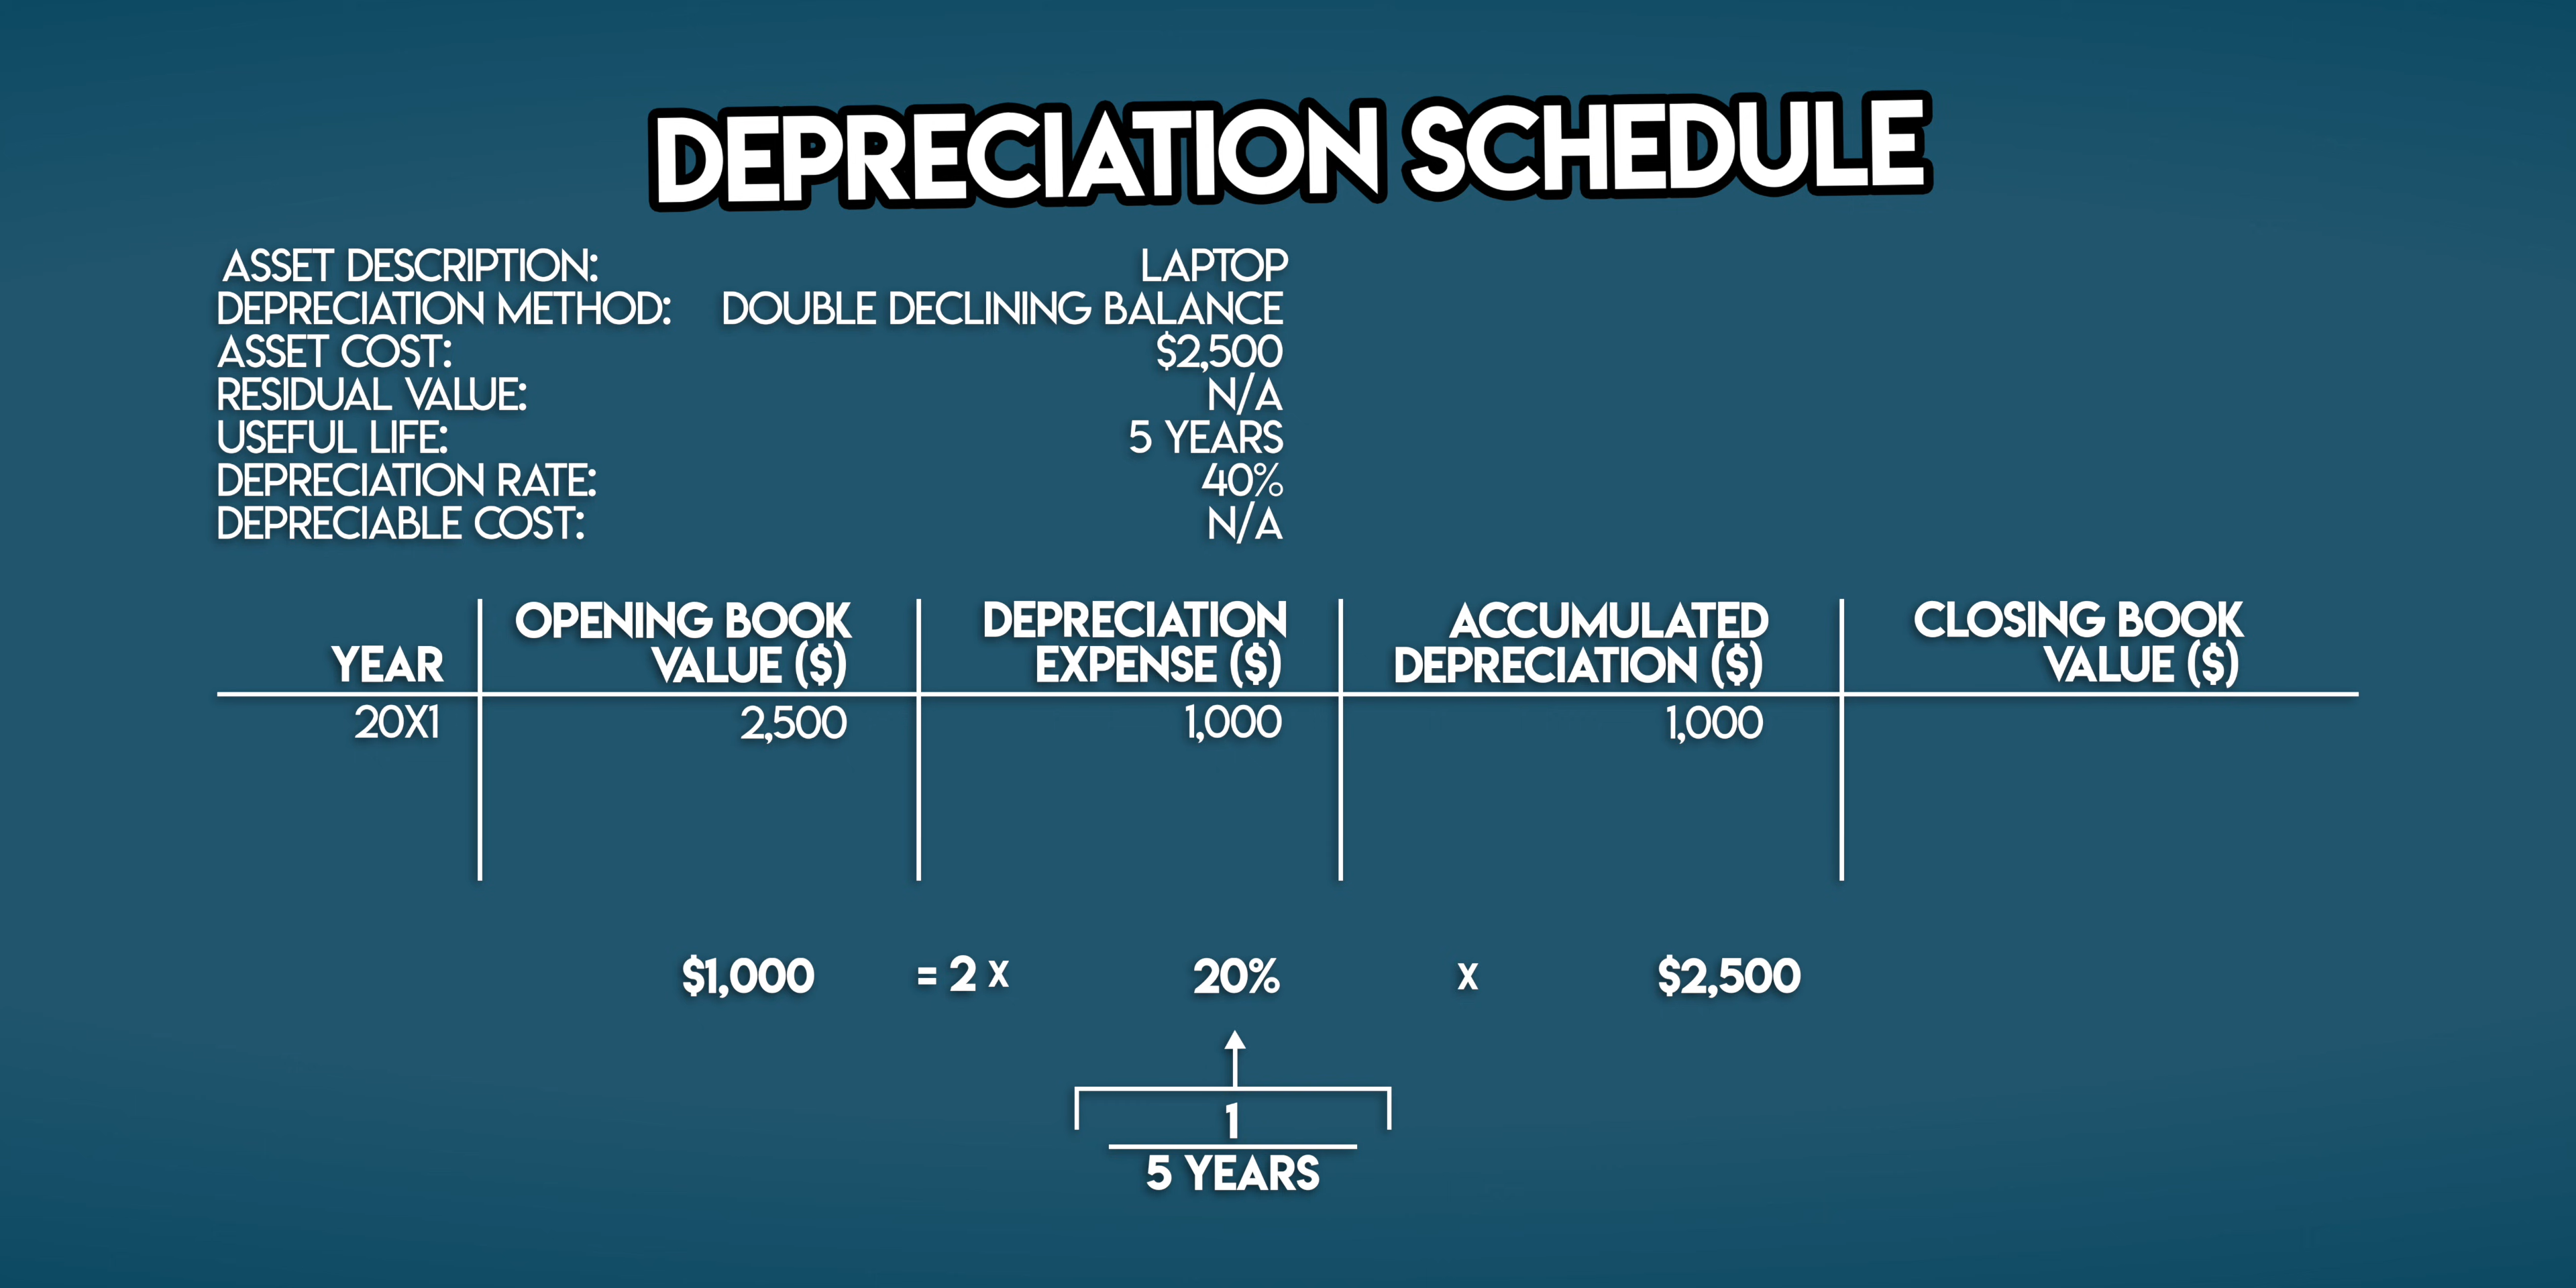 DEPRECIATION SCHEDULE
ASSET DESCRIPTION: LAPTOP
DEPRECIATION METHOD: DOUBLE DECLINING BALANCE
ASSET COST: $2,500
RESIDUAL VALUE: N/A
USEFUL LIFE: 5 YEARS
DEPRECIATION RATE: 40%
DEPRECIABLE COST: N/A
YEAR OPENING BOOK VALUE ($) DEPRECIATION EXPENSE ($) ACCUMULATED DEPRECIATION ($) CLOSING BOOK VALUE ($)
20X1 2,500 1,000 1,000
$1,000 = 2 X 20% X $2,500
1
5 YEARS